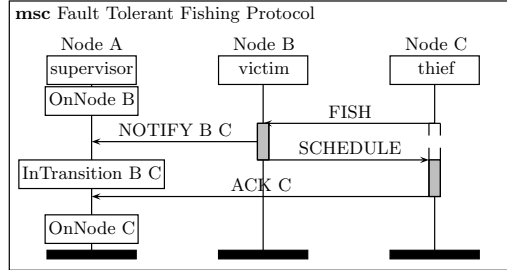 msc Fault Tolerant Fishing Protocol
Node A Node B Node C
supervisor victim thief
OnNode B
FISH
NOTIFY B C
SCHEDULE
InTransition B C
ACK C
OnNode C